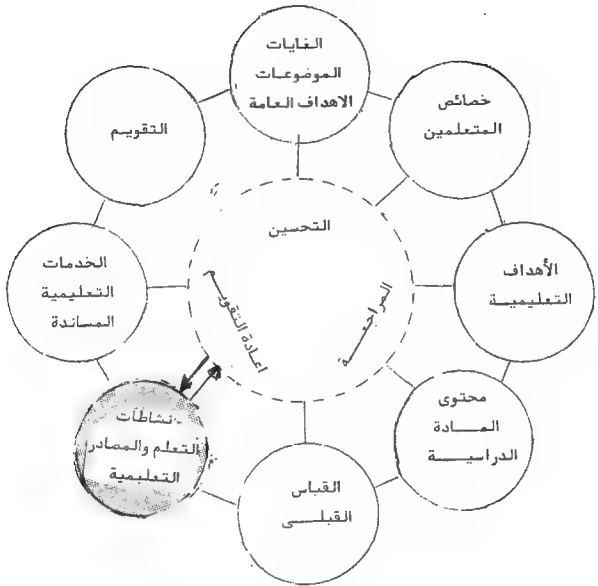 الغايات
الموضوعات
الاهداف العامة
خصائص
المتعلمين
الأهداف
التعليمية
محتوى
المادة
الدراسية
القياس
القبلي
نشاطات
التعلم والمصادر
التعليمية
الخدمات
التعليمية
المساندة
التقويم
التحسين
المراجعة
اعادة التقويم